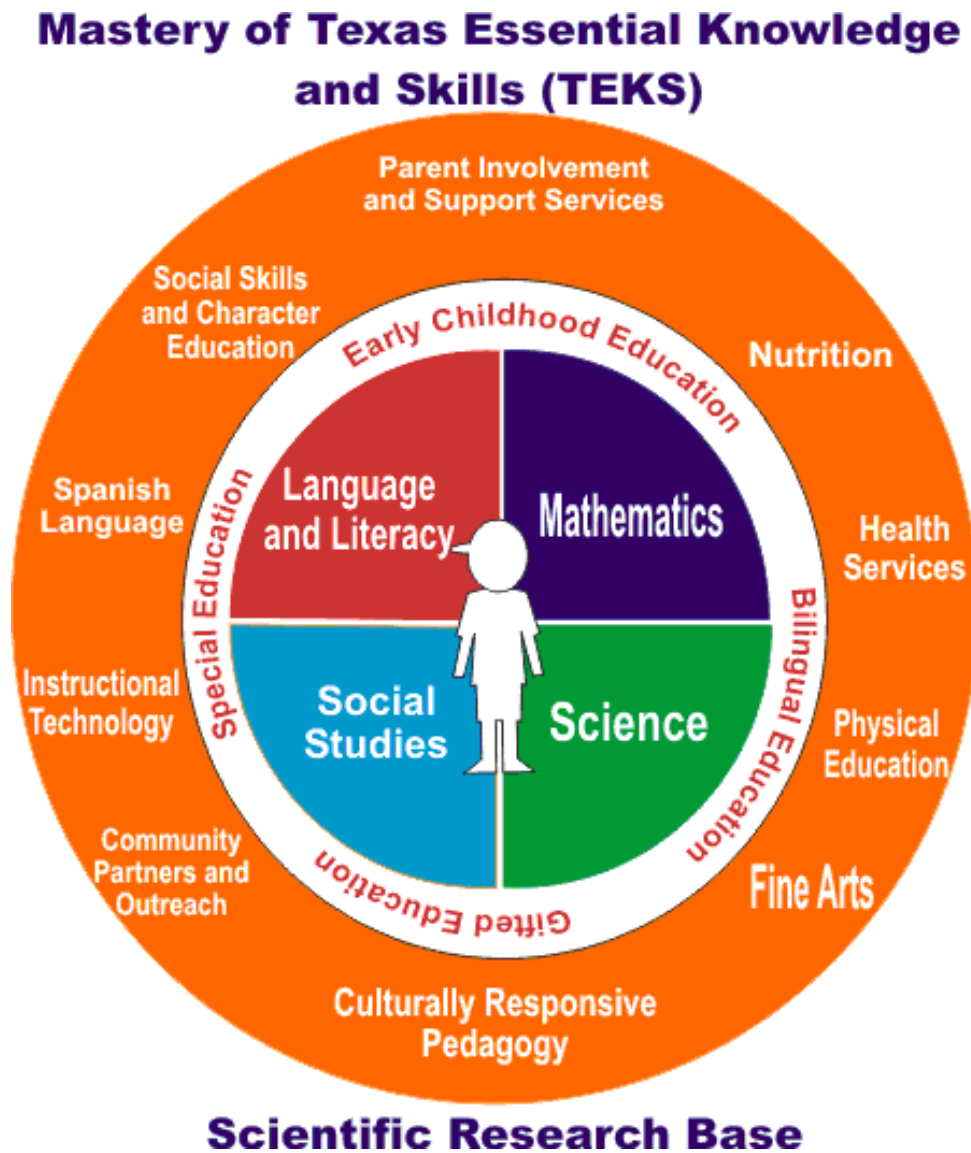 Mastery of Texas Essential Knowledge
and Skills (TEKS)
Parent Involvement
and Support Services
Social Skills
and Character
Education
Early Childhood Education
Nutrition
Language
and Literacy
Mathematics
Spanish
Language
Special Education
Health
Services
Bilingual Education
Instructional
Technology
Social
Studies
Science
Physical
Education
Community
Partners and
Outreach
Gifted Education
Fine Arts
Culturally Responsive
Pedagogy
Scientific Research Base